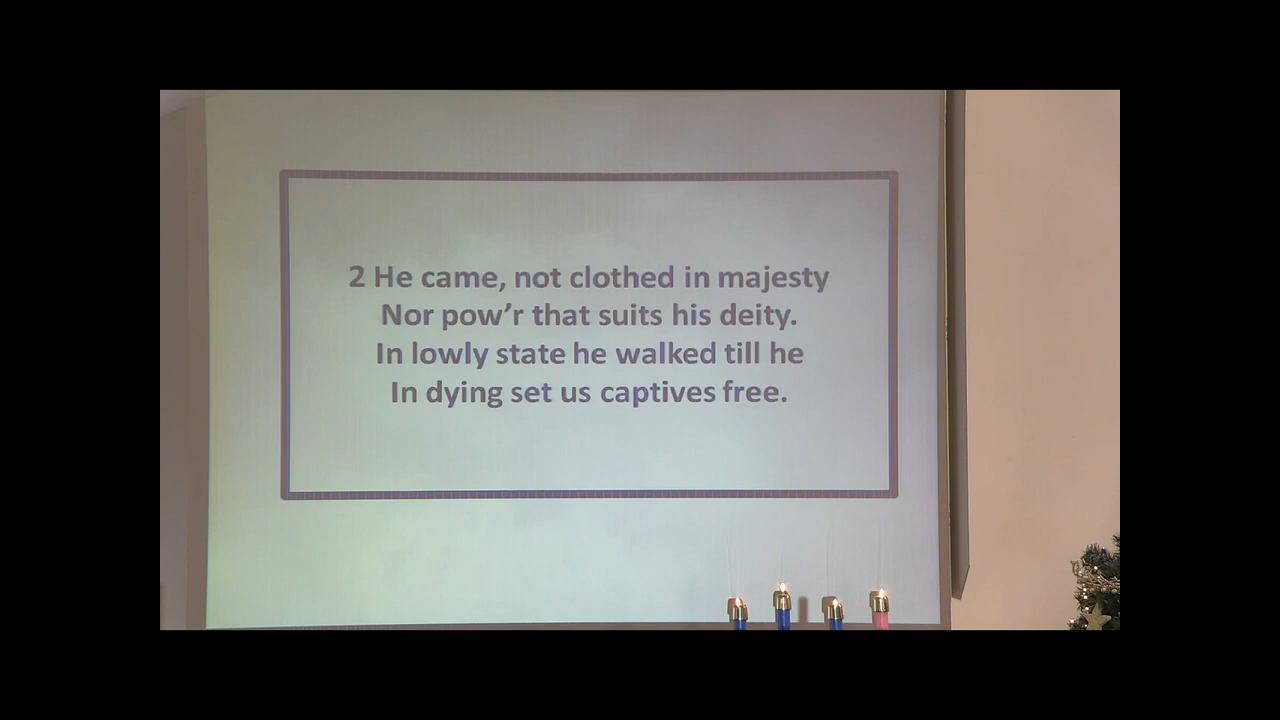 2 He came, not clothed in majesty
Nor pow’r that suits his deity.
In lowly state he walked till he
In dying set us captives free.